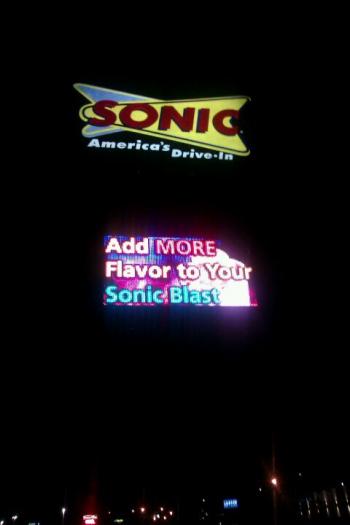 SONIC
America's Drive-In
Add MORE
Flavor to Your
Sonic Blast